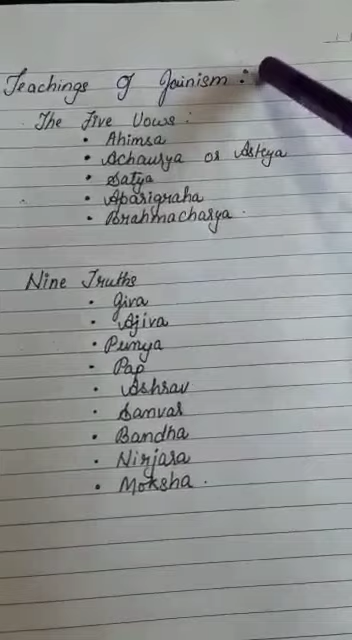 Teachings of Jainism :
The Five Vows :
• Ahimsa
• Achaurya or Asteya
• Satya
• Aparigraha
• Brahmacharya .
Nine Truths
• Jiva
• Ajiva
• Punya
• Pap
• Ashrav
• Sanvar
• Bandha
• Nirjara
• Moksha .